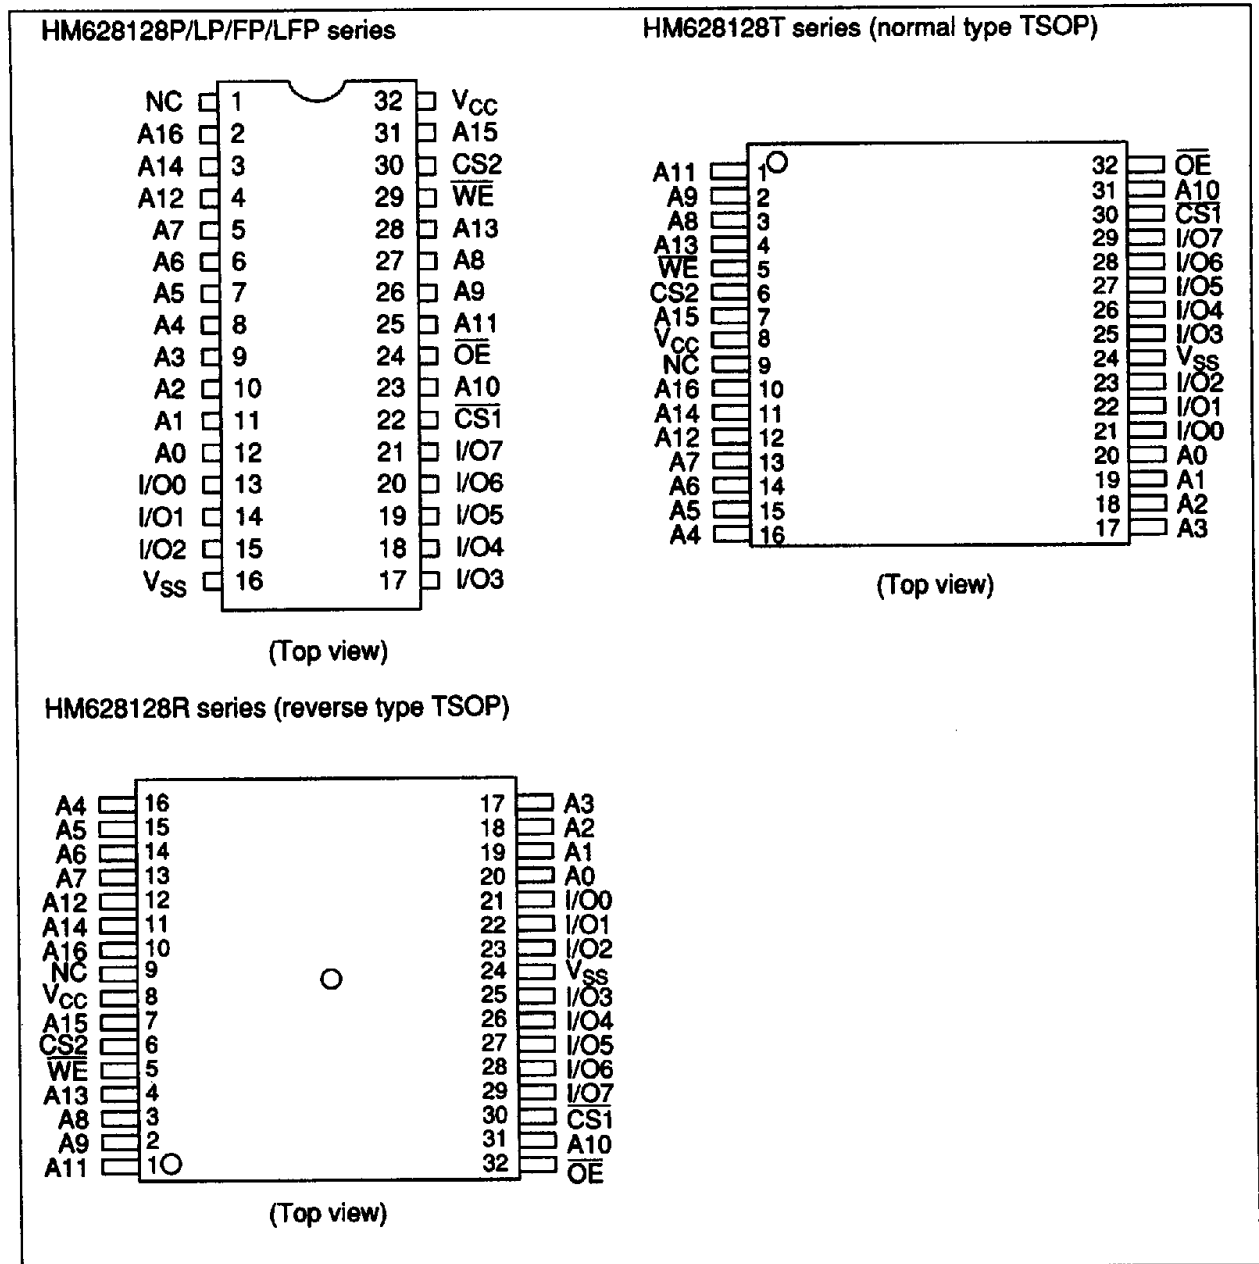 HM628128P/LP/FP/LFP series
NC 1 32 VCC
A16 2 31 A15
A14 3 30 CS2
A12 4 29 W̅E̅
A7 5 28 A13
A6 6 27 A8
A5 7 26 A9
A4 8 25 A11
A3 9 24 O̅E̅
A2 10 23 A10
A1 11 22 C̅S̅1̅
A0 12 21 I/O7
I/O0 13 20 I/O6
I/O1 14 19 I/O5
I/O2 15 18 I/O4
VSS 16 17 I/O3
(Top view)
HM628128T series (normal type TSOP)
A11 1 32 O̅E̅
A9 2 31 A10
A8 3 30 C̅S̅1̅
A13 4 29 I/O7
W̅E̅ 5 28 I/O6
CS2 6 27 I/O5
A15 7 26 I/O4
VCC 8 25 I/O3
NC 9 24 VSS
A16 10 23 I/O2
A14 11 22 I/O1
A12 12 21 I/O0
A7 13 20 A0
A6 14 19 A1
A5 15 18 A2
A4 16 17 A3
(Top view)
HM628128R series (reverse type TSOP)
A4 16 17 A3
A5 15 18 A2
A6 14 19 A1
A7 13 20 A0
A12 12 21 I/O0
A14 11 22 I/O1
A16 10 23 I/O2
NC 9 24 VSS
VCC 8 25 I/O3
A15 7 26 I/O4
CS2 6 27 I/O5
W̅E̅ 5 28 I/O6
A13 4 29 I/O7
A8 3 30 C̅S̅1̅
A9 2 31 A10
A11 1 32 O̅E̅
(Top view)